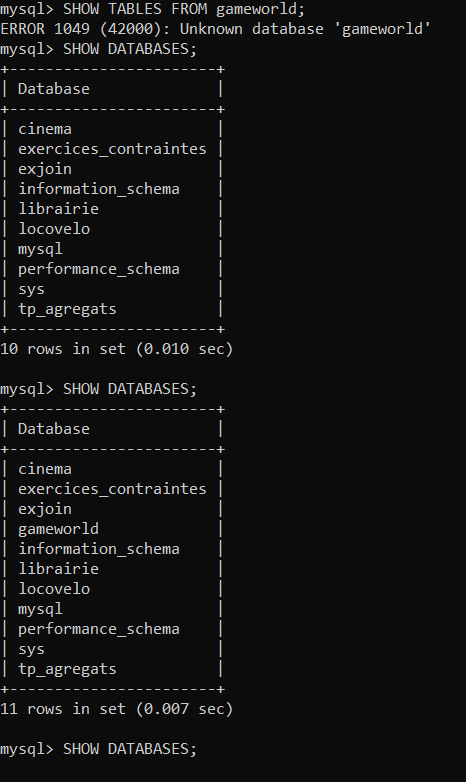 mysql> SHOW TABLES FROM gameworld;
ERROR 1049 (42000): Unknown database 'gameworld'
mysql> SHOW DATABASES;
+--------------------+
| Database           |
+--------------------+
| cinema             |
| exercices_contraintes |
| exjoin             |
| information_schema |
| librairie          |
| locovelo           |
| mysql              |
| performance_schema |
| sys                |
| tp_agregats        |
+--------------------+
10 rows in set (0.010 sec)

mysql> SHOW DATABASES;
+--------------------+
| Database           |
+--------------------+
| cinema             |
| exercices_contraintes |
| exjoin             |
| gameworld          |
| information_schema |
| librairie          |
| locovelo           |
| mysql              |
| performance_schema |
| sys                |
| tp_agregats        |
+--------------------+
11 rows in set (0.007 sec)

mysql> SHOW DATABASES;